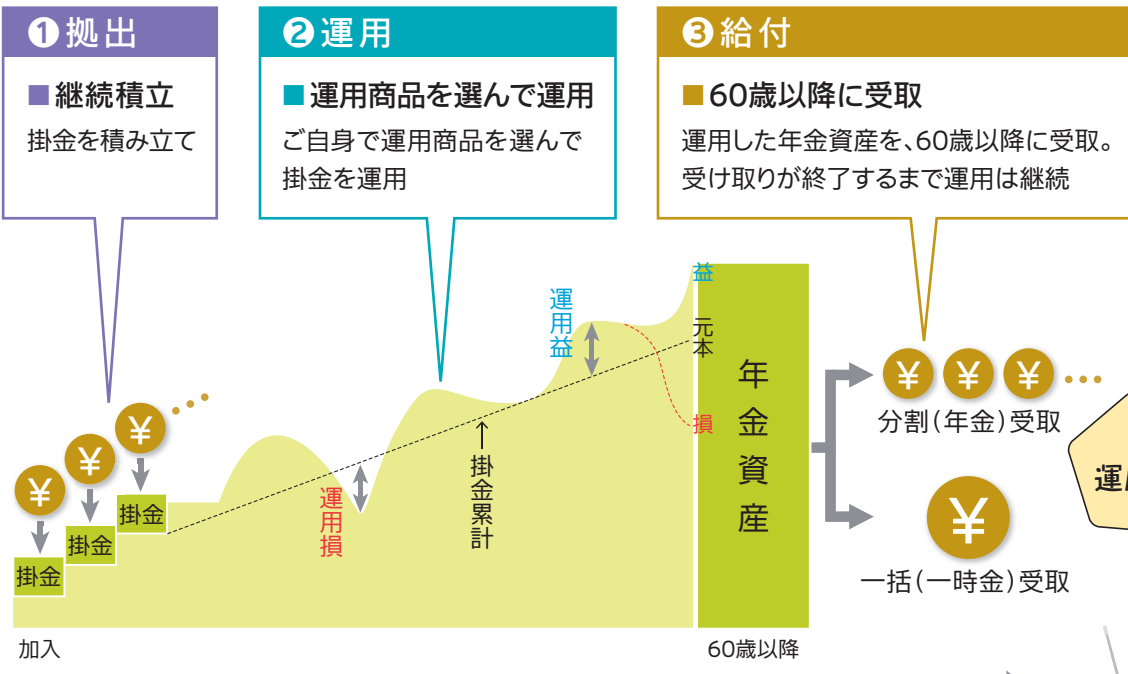 ❶拠出
■継続積立
掛金を積み立て
❷運用
■運用商品を選んで運用
ご自身で運用商品を選んで
掛金を運用
❸給付
■60歳以降に受取
運用した年金資産を、60歳以降に受取。
受け取りが終了するまで運用は継続
¥
¥
¥
掛金
掛金
掛金
運用損
掛金累計
運用益
益
元本
損
年金資産
¥ ¥ ¥
分割(年金)受取
¥
一括(一時金)受取
加入
60歳以降